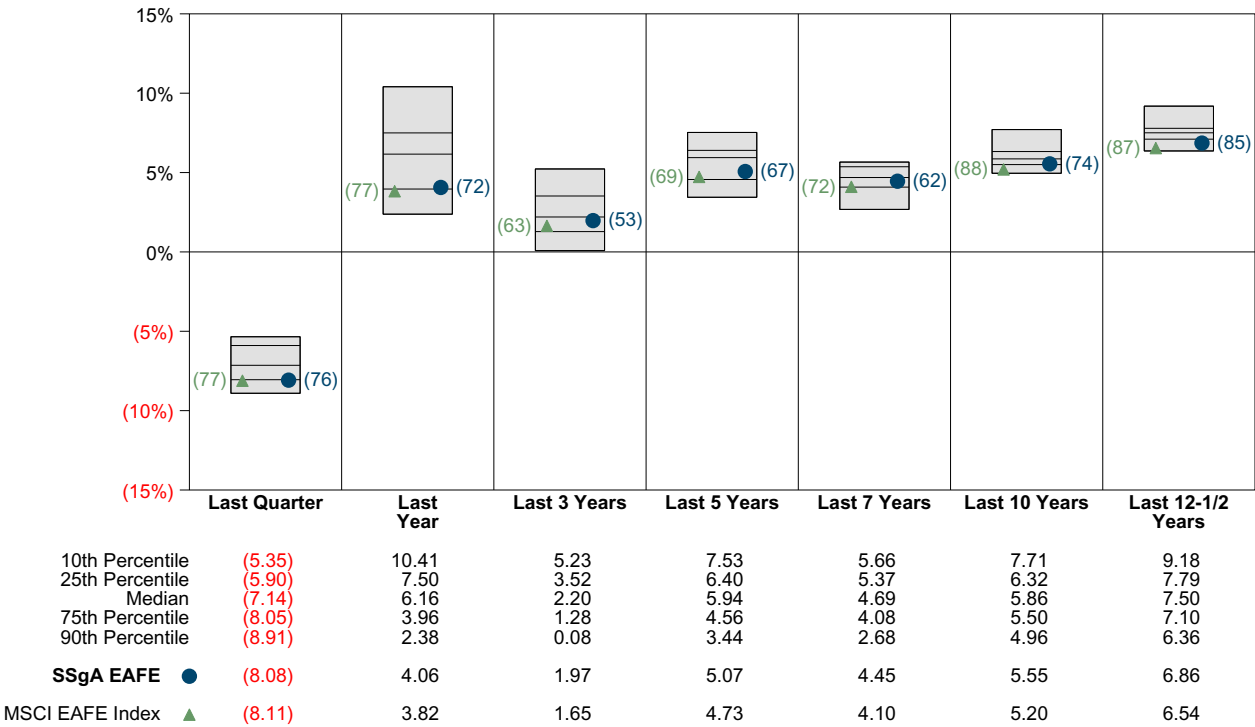 15%
10%
5%
0%
(5%)
(10%)
(15%)
(77) (76)
(77) (72)
(63) (53)
(69) (67)
(72) (62)
(88) (74)
(87) (85)
Last Quarter Last Year Last 3 Years Last 5 Years Last 7 Years Last 10 Years Last 12-1/2 Years
10th Percentile (5.35) 10.41 5.23 7.53 5.66 7.71 9.18
25th Percentile (5.90) 7.50 3.52 6.40 5.37 6.32 7.79
Median (7.14) 6.16 2.20 5.94 4.69 5.86 7.50
75th Percentile (8.05) 3.96 1.28 4.56 4.08 5.50 7.10
90th Percentile (8.91) 2.38 0.08 3.44 2.68 4.96 6.36
SSgA EAFE (8.08) 4.06 1.97 5.07 4.45 5.55 6.86
MSCI EAFE Index (8.11) 3.82 1.65 4.73 4.10 5.20 6.54